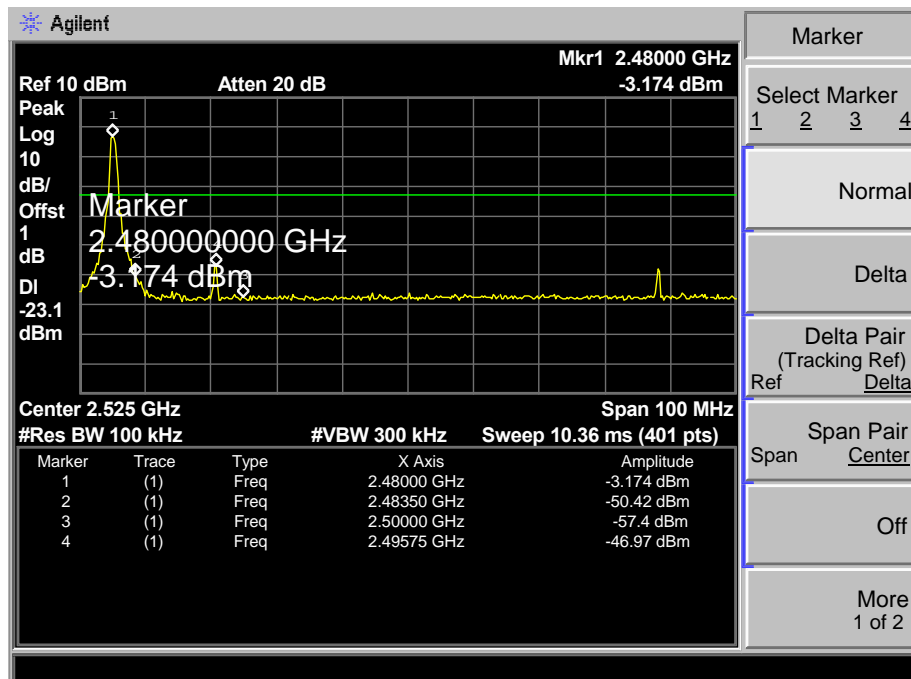 Agilent
Mkr1 2.48000 GHz
Ref 10 dBm Atten 20 dB -3.174 dBm
Peak
Log
10
dB/
Offst
1
dB
DI
-23.1
dBm
1
Marker
2.480000000 GHz
-3.174 dBm
2
4
3
Center 2.525 GHz Span 100 MHz
#Res BW 100 kHz #VBW 300 kHz Sweep 10.36 ms (401 pts)
Marker Trace Type X Axis Amplitude
1 (1) Freq 2.48000 GHz -3.174 dBm
2 (1) Freq 2.48350 GHz -50.42 dBm
3 (1) Freq 2.50000 GHz -57.4 dBm
4 (1) Freq 2.49575 GHz -46.97 dBm
Marker
Select Marker
1 2 3 4
Normal
Delta
Delta Pair
(Tracking Ref)
Ref Delta
Span Pair
Span Center
Off
More
1 of 2